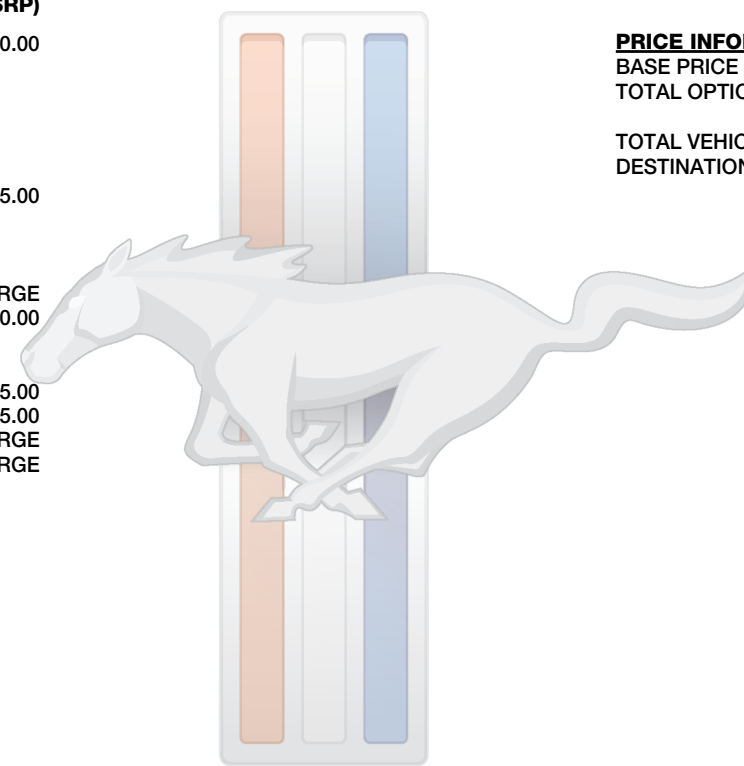 SRP)
0.00
5.00
RGE
0.00
5.00
5.00
RGE
RGE
PRICE INFO
BASE PRICE
TOTAL OPTIO
TOTAL VEHIC
DESTINATION